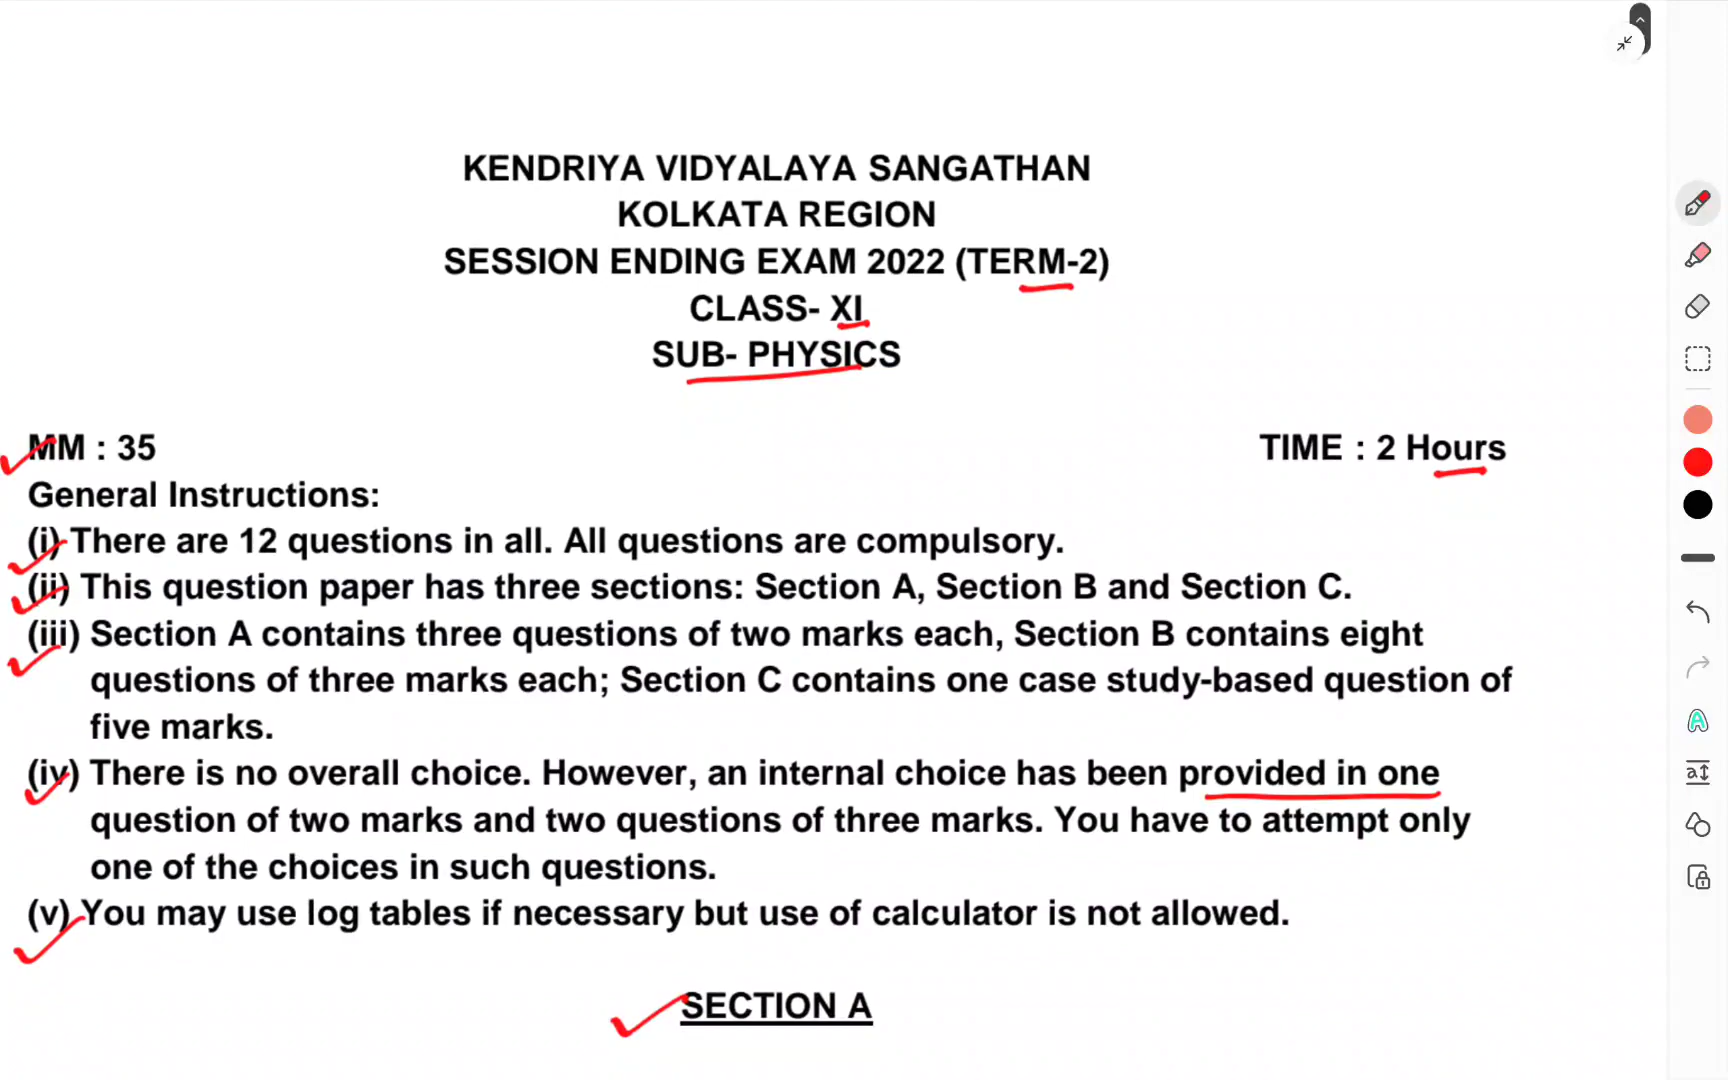 KENDRIYA VIDYALAYA SANGATHAN
KOLKATA REGION
SESSION ENDING EXAM 2022 (TERM-2)
CLASS- XI
SUB- PHYSICS
MM : 35 TIME : 2 Hours
General Instructions:
(i) There are 12 questions in all. All questions are compulsory.
(ii) This question paper has three sections: Section A, Section B and Section C.
(iii) Section A contains three questions of two marks each, Section B contains eight
questions of three marks each; Section C contains one case study-based question of
five marks.
(iv) There is no overall choice. However, an internal choice has been provided in one
question of two marks and two questions of three marks. You have to attempt only
one of the choices in such questions.
(v) You may use log tables if necessary but use of calculator is not allowed.
SECTION A